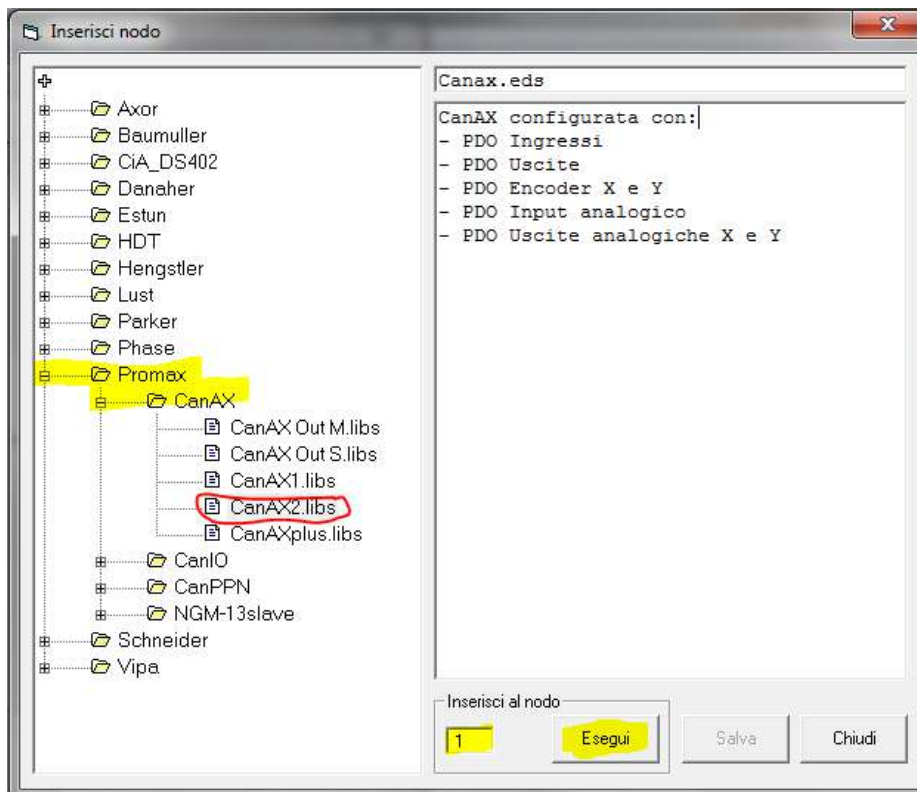 Inserisci nodo
Axor
Baumuller
CiA_DS402
Danaher
Estun
HDT
Hengstler
Lust
Parker
Phase
Promax
CanAX
CanAX Out M.libs
CanAX Out S.libs
CanAX1.libs
CanAX2.libs
CanAXplus.libs
CanIO
CanPPN
NGM-13slave
Schneider
Vipa
Canax.eds
CanAX configurata con:
- PDO Ingressi
- PDO Uscite
- PDO Encoder X e Y
- PDO Input analogico
- PDO Uscite analogiche X e Y
Inserisci al nodo
1
Esegui
Salva
Chiudi